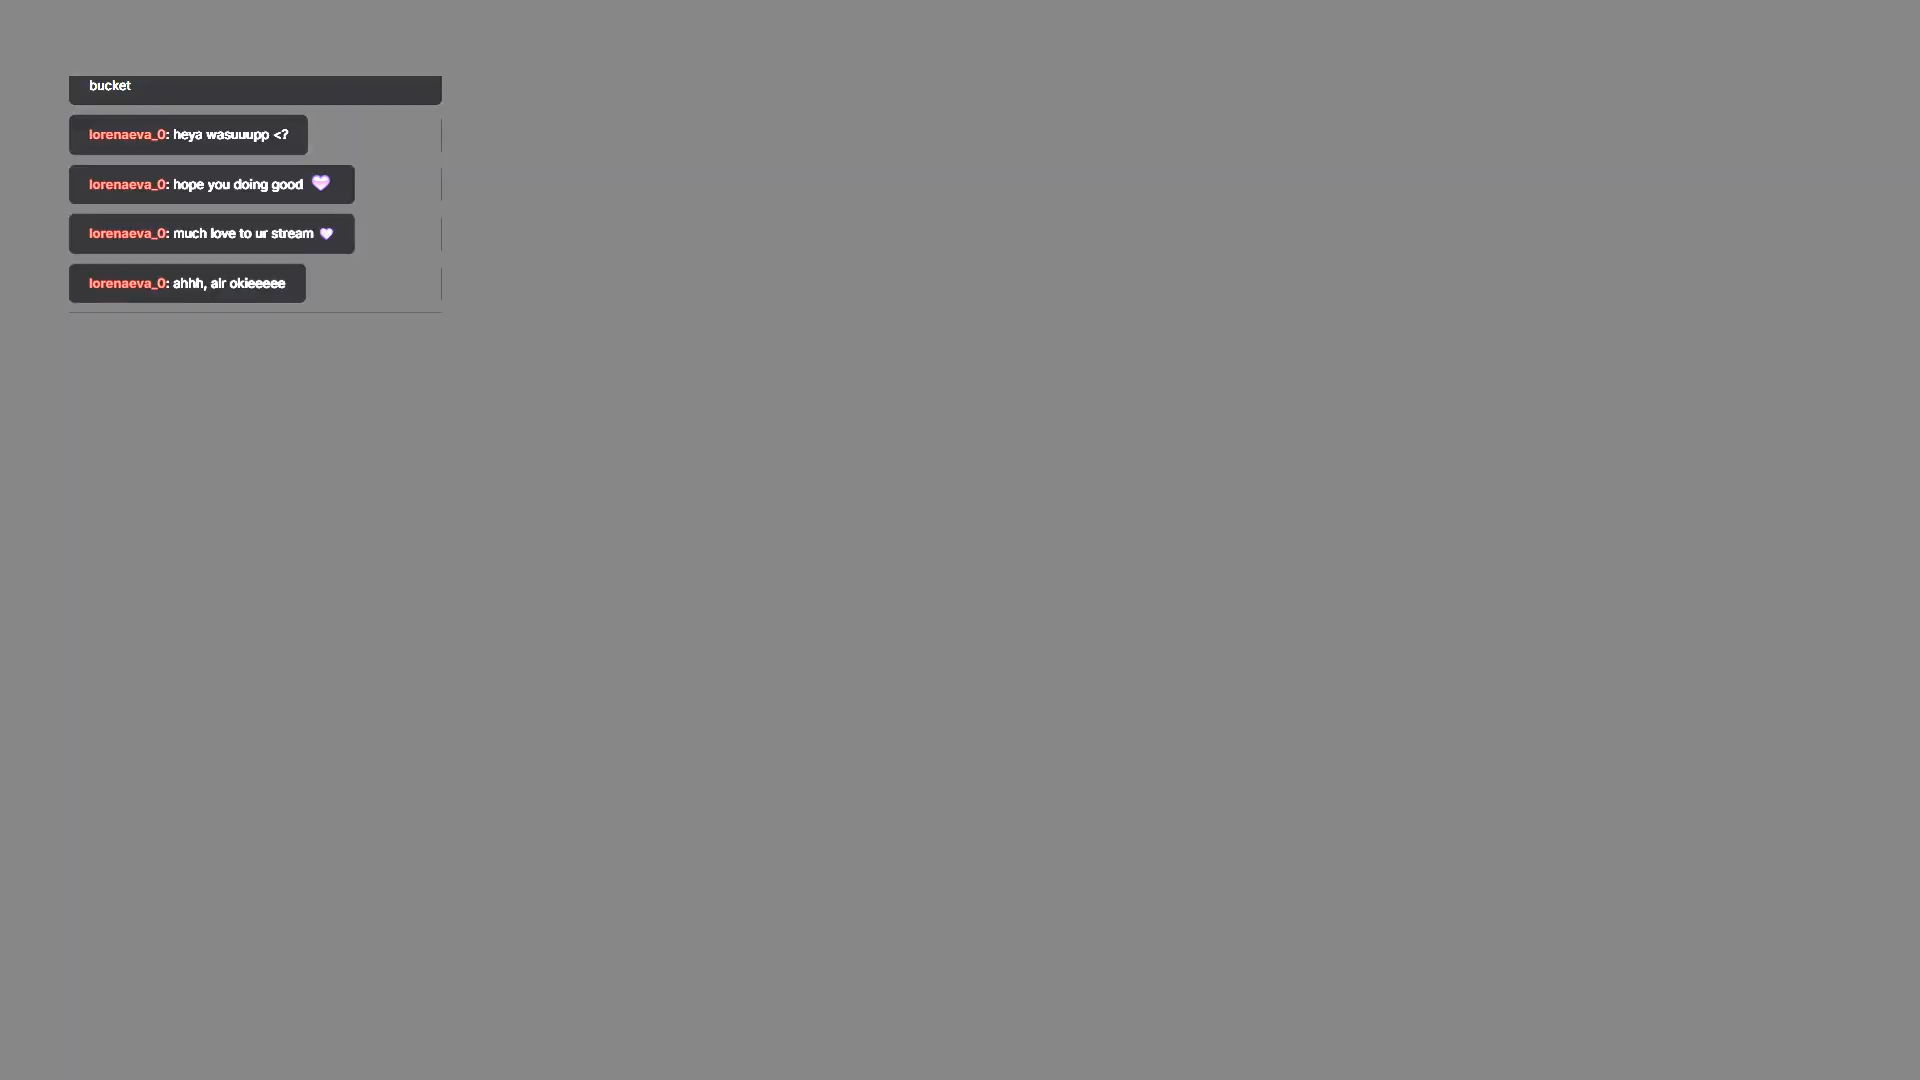 bucket
lorenaeva_0: heya wasuuupp <?
lorenaeva_0: hope you doing good 💜
lorenaeva_0: much love to ur stream 💜
lorenaeva_0: ahhh, alr okieeeee